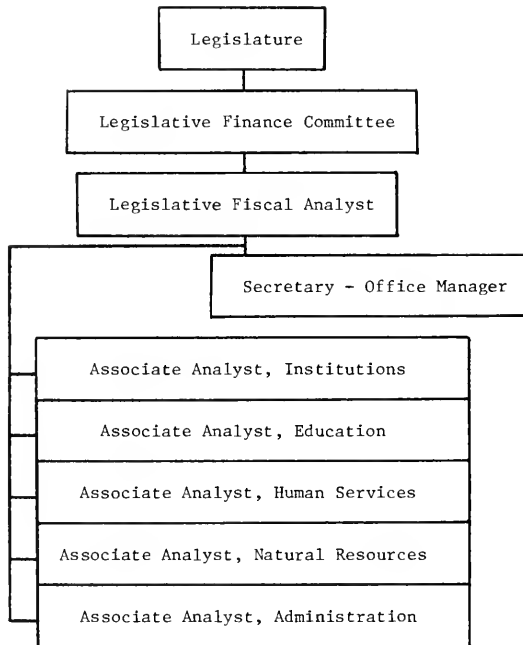 Legislature
Legislative Finance Committee
Legislative Fiscal Analyst
Secretary - Office Manager
Associate Analyst, Institutions
Associate Analyst, Education
Associate Analyst, Human Services
Associate Analyst, Natural Resources
Associate Analyst, Administration